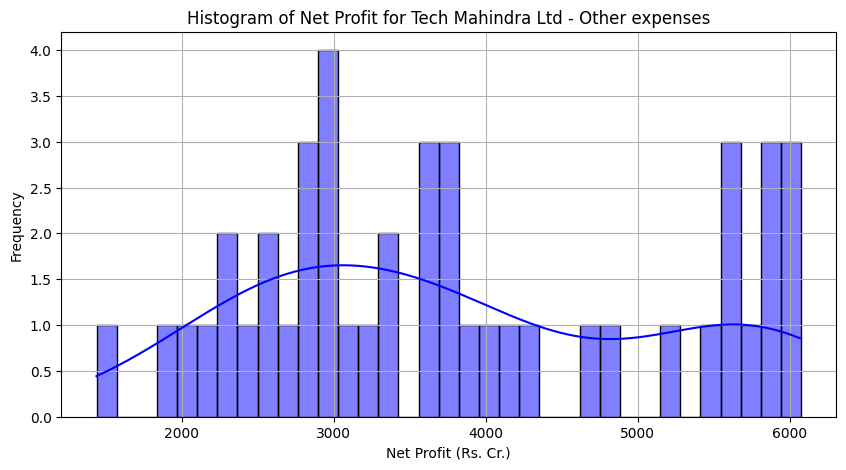 Histogram of Net Profit for Tech Mahindra Ltd - Other expenses
Frequency
4.0
3.5
3.0
2.5
2.0
1.5
1.0
0.5
0.0
2000 3000 4000 5000 6000
Net Profit (Rs. Cr.)